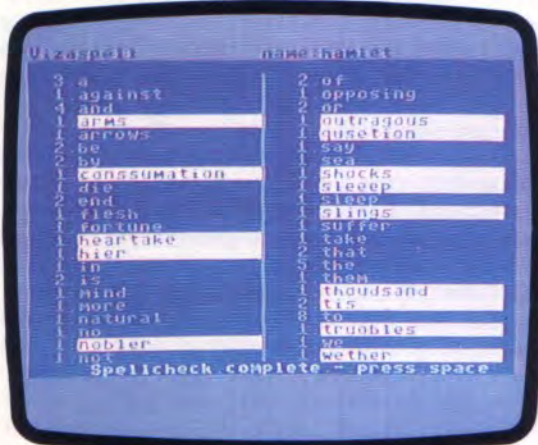 Vizaspell name:hamlet
3 a
1 against
4 and
1 arms
1 arrows
2 be
2 by
1 conssumation
1 die
2 end
1 flesh
1 fortune
1 heartake
1 hier
1 in
2 is
1 mind
1 more
1 natural
1 no
1 nobler
1 not
2 of
1 opposing
2 or
1 outragous
1 qusetion
1 say
1 sea
1 shocks
1 sleeep
1 sleep
1 slings
1 suffer
1 take
2 that
5 the
1 them
1 thoudsand
2 tis
8 to
1 truobles
1 we
1 wether
Spellcheck complete - press space